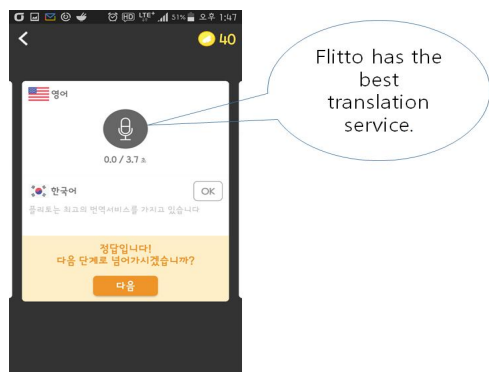 HD LTE 51% 오후 1:47
40
영어
0.0 / 3.7 초
한국어
OK
플리토는 최고의 번역서비스를 가지고 있습니다
정답입니다!
다음 단계로 넘어가시겠습니까?
다음
Flitto has the
best
translation
service.